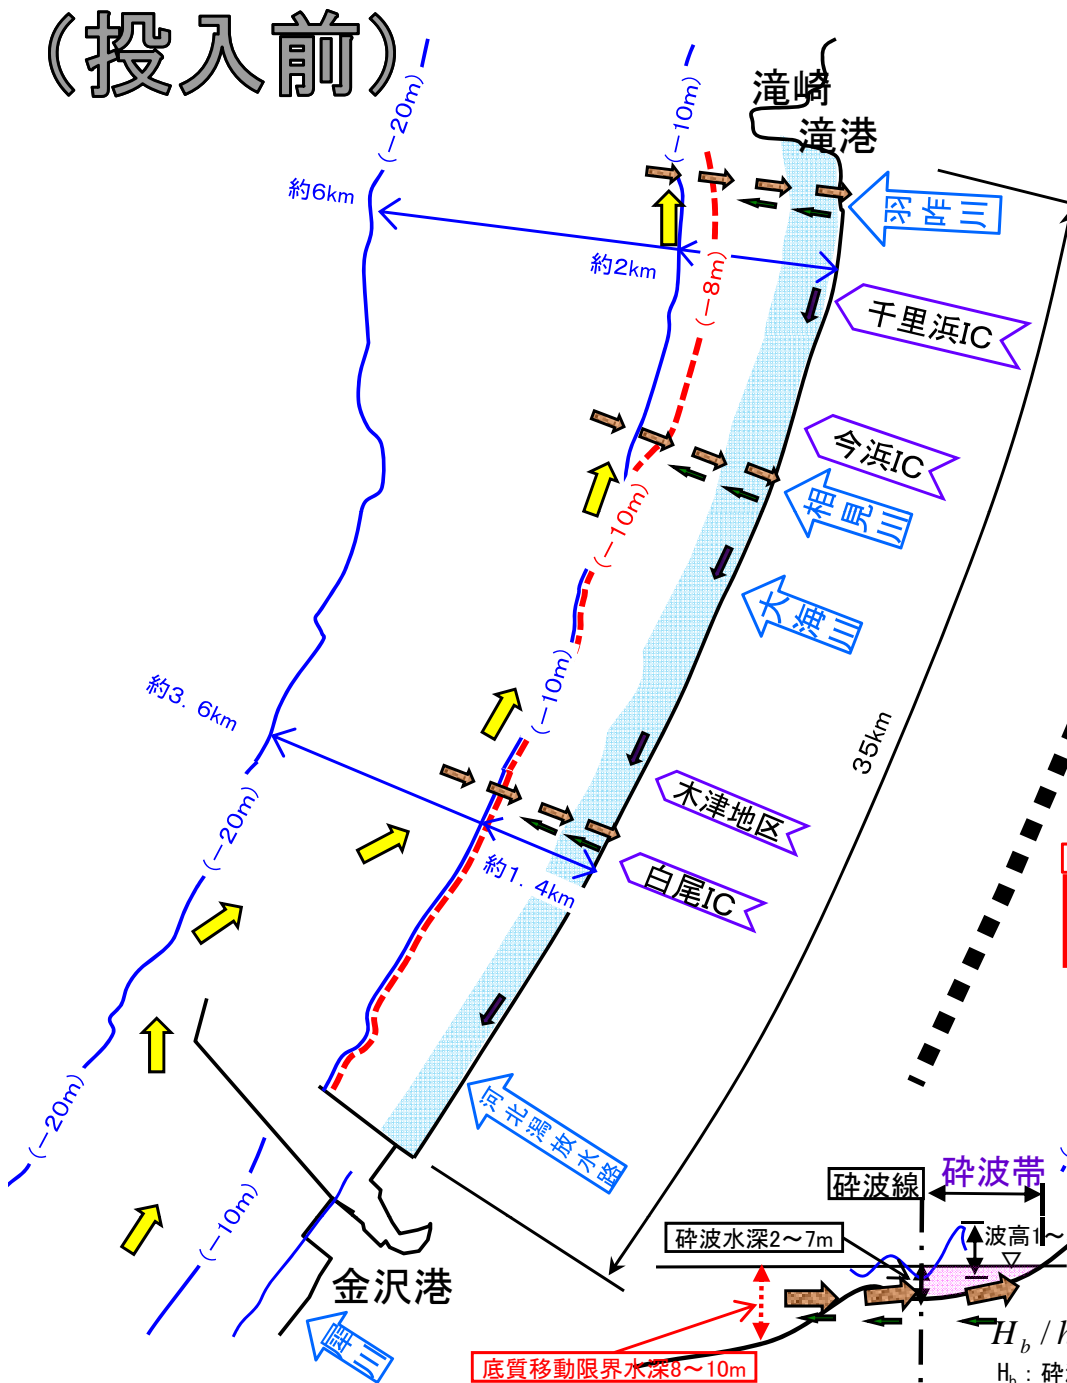 （投入前）
滝崎
滝港
（－20m）
（－10m）
約6km
羽咋川
約2km
（－8m）
千里浜IC
今浜IC
相見川
（－10m）
大海川
（－10m）
約3．6km
35km
木津地区
（－20m）
約1．4km
白尾IC
河北潟放水路
（－20m）
（－10m）
金沢港
犀川
砕波帯
砕波線
砕波水深2～7m
波高1～
底質移動限界水深8～10m
H_b / h
H_b：砕